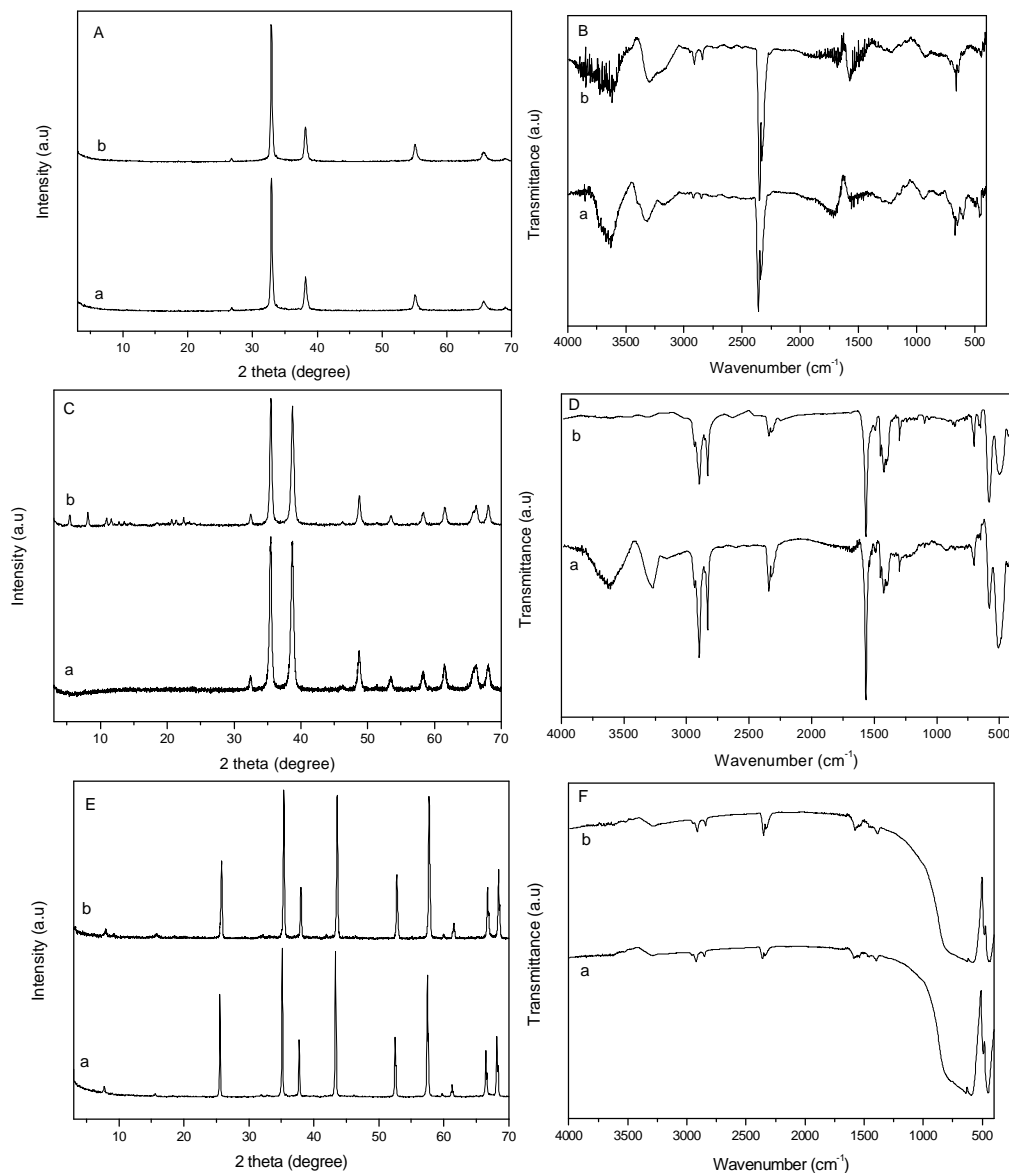 A
b
a
Intensity (a.u)
10 20 30 40 50 60 70
2 theta (degree)
B
b
a
Transmittance (a.u)
4000 3500 3000 2500 2000 1500 1000 500
Wavenumber (cm-1)
C
b
a
Intensity (a.u)
10 20 30 40 50 60 70
2 theta (degree)
D
b
a
Transmittance (a.u)
4000 3500 3000 2500 2000 1500 1000 500
Wavenumber (cm-1)
E
b
a
Intensity (a.u)
10 20 30 40 50 60 70
2 theta (degree)
F
b
a
Transmittance (a.u)
4000 3500 3000 2500 2000 1500 1000 500
Wavenumber (cm-1)